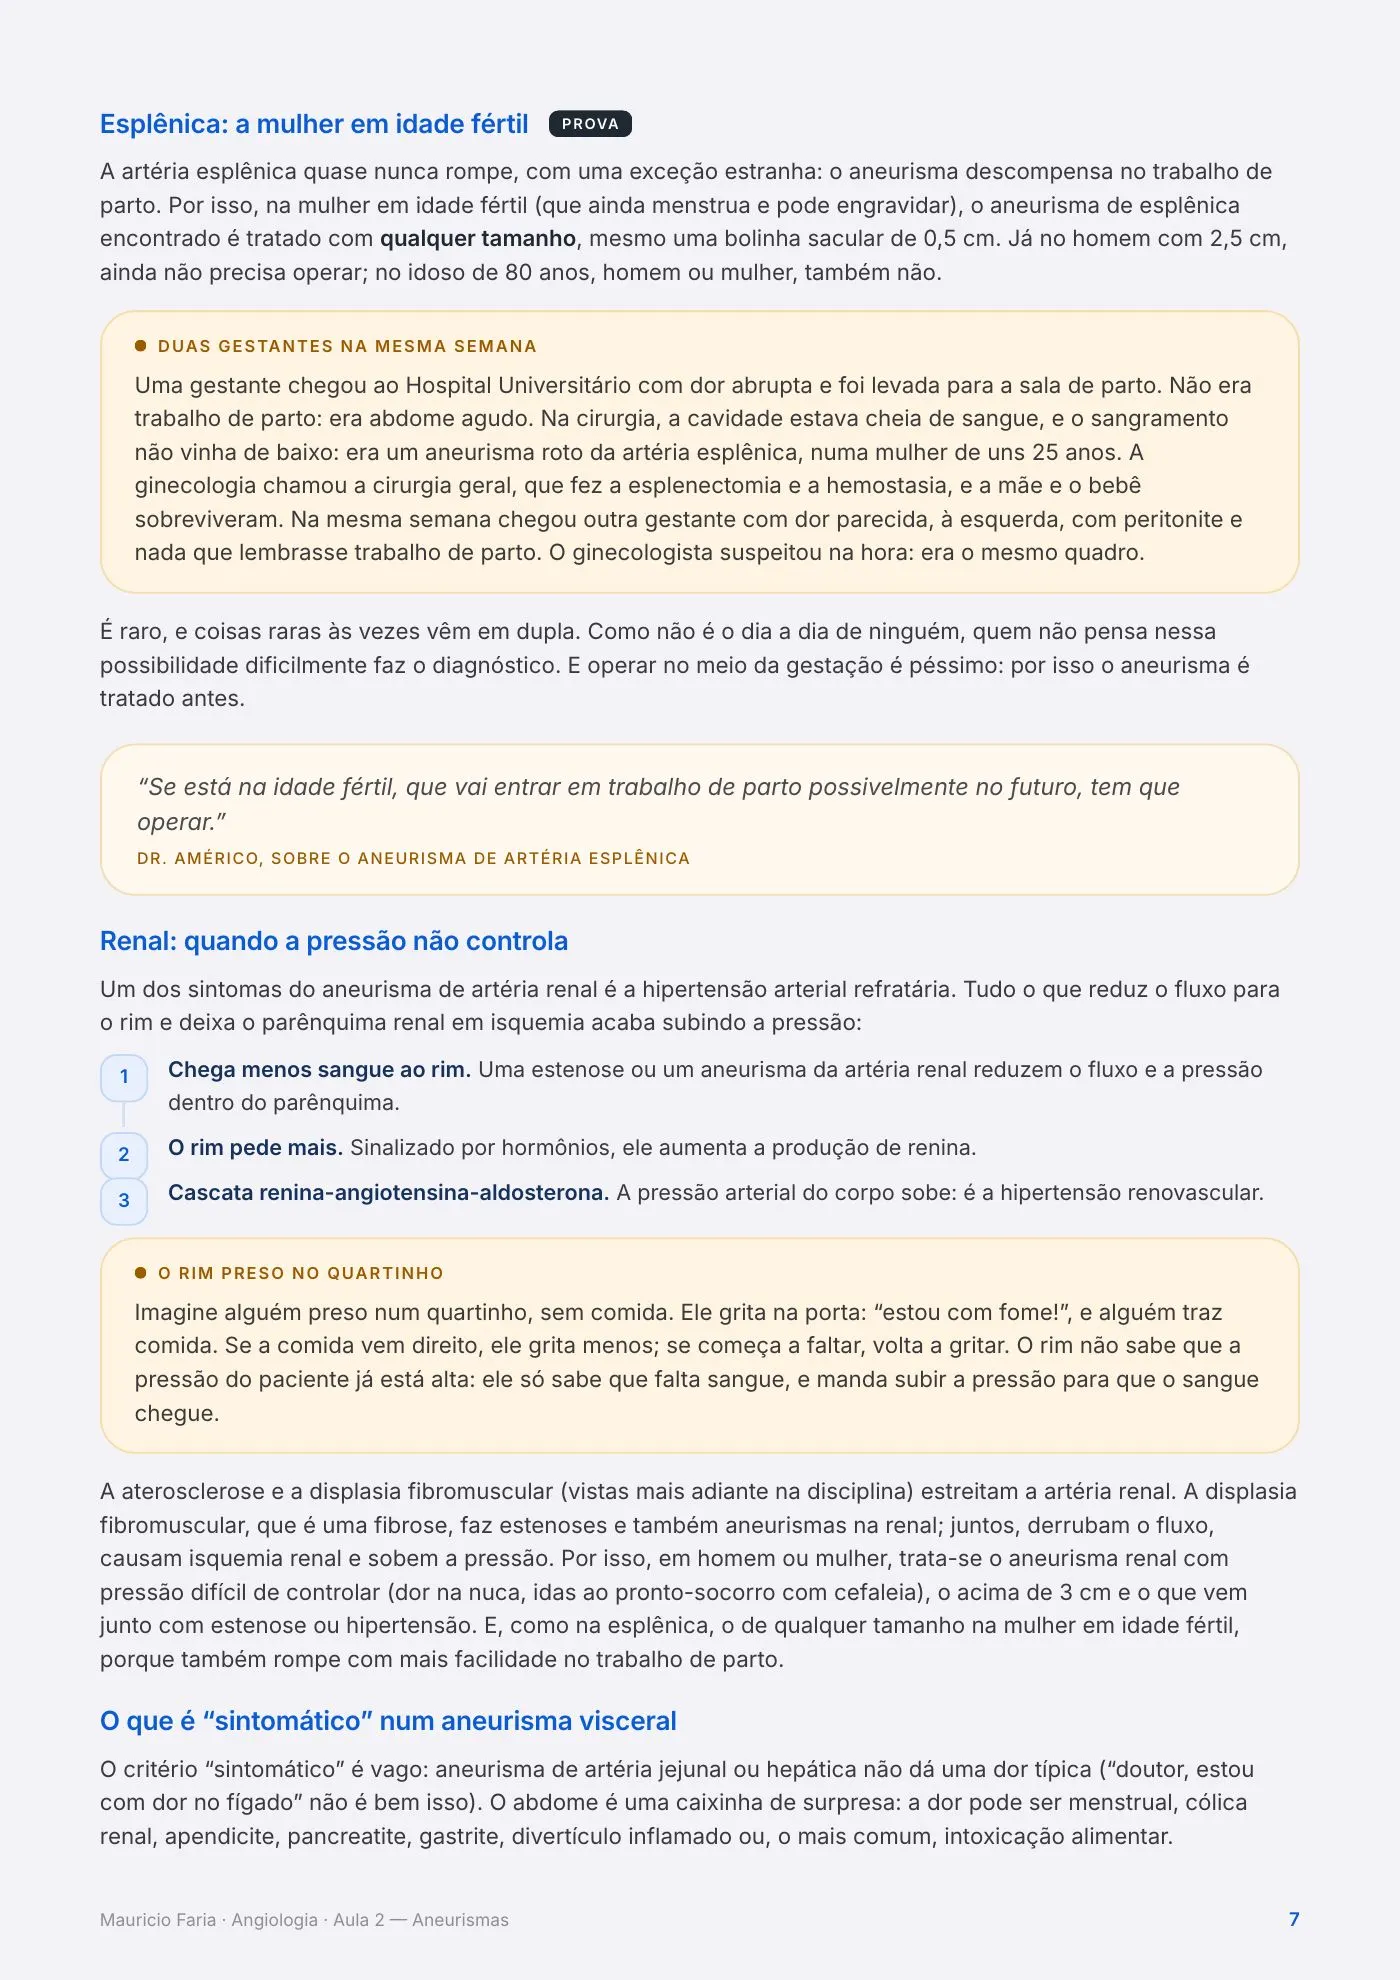 Esplênica: a mulher em idade fértil PROVA
A artéria esplênica quase nunca rompe, com uma exceção estranha: o aneurisma descompensa no trabalho de
parto. Por isso, na mulher em idade fértil (que ainda menstrua e pode engravidar), o aneurisma de esplênica
encontrado é tratado com qualquer tamanho, mesmo uma bolinha sacular de 0,5 cm. Já no homem com 2,5 cm,
ainda não precisa operar; no idoso de 80 anos, homem ou mulher, também não.
DUAS GESTANTES NA MESMA SEMANA
Uma gestante chegou ao Hospital Universitário com dor abrupta e foi levada para a sala de parto. Não era
trabalho de parto: era abdome agudo. Na cirurgia, a cavidade estava cheia de sangue, e o sangramento
não vinha de baixo: era um aneurisma roto da artéria esplênica, numa mulher de uns 25 anos. A
ginecologia chamou a cirurgia geral, que fez a esplenectomia e a hemostasia, e a mãe e o bebê
sobreviveram. Na mesma semana chegou outra gestante com dor parecida, à esquerda, com peritonite e
nada que lembrasse trabalho de parto. O ginecologista suspeitou na hora: era o mesmo quadro.
É raro, e coisas raras às vezes vêm em dupla. Como não é o dia a dia de ninguém, quem não pensa nessa
possibilidade dificilmente faz o diagnóstico. E operar no meio da gestação é péssimo: por isso o aneurisma é
tratado antes.
“Se está na idade fértil, que vai entrar em trabalho de parto possivelmente no futuro, tem que
operar.”
DR. AMÉRICO, SOBRE O ANEURISMA DE ARTÉRIA ESPLÊNICA
Renal: quando a pressão não controla
Um dos sintomas do aneurisma de artéria renal é a hipertensão arterial refratária. Tudo o que reduz o fluxo para
o rim e deixa o parênquima renal em isquemia acaba subindo a pressão:
1 Chega menos sangue ao rim. Uma estenose ou um aneurisma da artéria renal reduzem o fluxo e a pressão
dentro do parênquima.
2 O rim pede mais. Sinalizado por hormônios, ele aumenta a produção de renina.
3 Cascata renina-angiotensina-aldosterona. A pressão arterial do corpo sobe: é a hipertensão renovascular.
O RIM PRESO NO QUARTINHO
Imagine alguém preso num quartinho, sem comida. Ele grita na porta: “estou com fome!”, e alguém traz
comida. Se a comida vem direito, ele grita menos; se começa a faltar, volta a gritar. O rim não sabe que a
pressão do paciente já está alta: ele só sabe que falta sangue, e manda subir a pressão para que o sangue
chegue.
A aterosclerose e a displasia fibromuscular (vistas mais adiante na disciplina) estreitam a artéria renal. A displasia
fibromuscular, que é uma fibrose, faz estenoses e também aneurismas na renal; juntos, derrubam o fluxo,
causam isquemia renal e sobem a pressão. Por isso, em homem ou mulher, trata-se o aneurisma renal com
pressão difícil de controlar (dor na nuca, idas ao pronto-socorro com cefaleia), o acima de 3 cm e o que vem
junto com estenose ou hipertensão. E, como na esplênica, o de qualquer tamanho na mulher em idade fértil,
porque também rompe com mais facilidade no trabalho de parto.
O que é “sintomático” num aneurisma visceral
O critério “sintomático” é vago: aneurisma de artéria jejunal ou hepática não dá uma dor típica (“doutor, estou
com dor no fígado” não é bem isso). O abdome é uma caixinha de surpresa: a dor pode ser menstrual, cólica
renal, apendicite, pancreatite, gastrite, divertículo inflamado ou, o mais comum, intoxicação alimentar.
Mauricio Faria · Angiologia · Aula 2 — Aneurismas 7